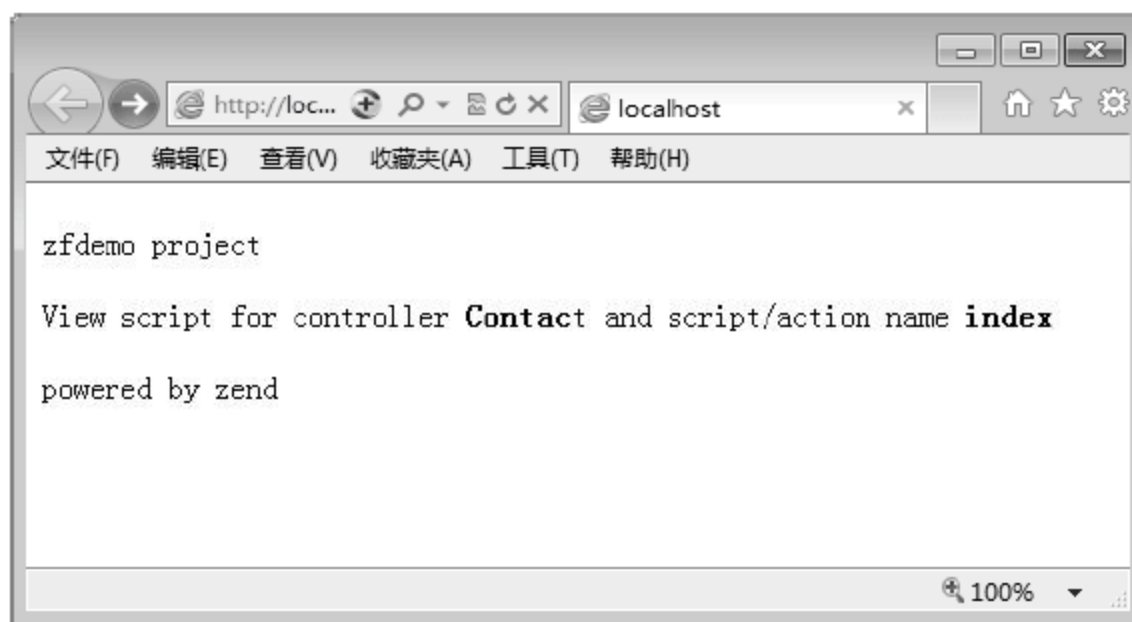 http://loc...
localhost
文件(F) 编辑(E) 查看(V) 收藏夹(A) 工具(T) 帮助(H)
zfdemo project
View script for controller Contact and script/action name index
powered by zend
100%